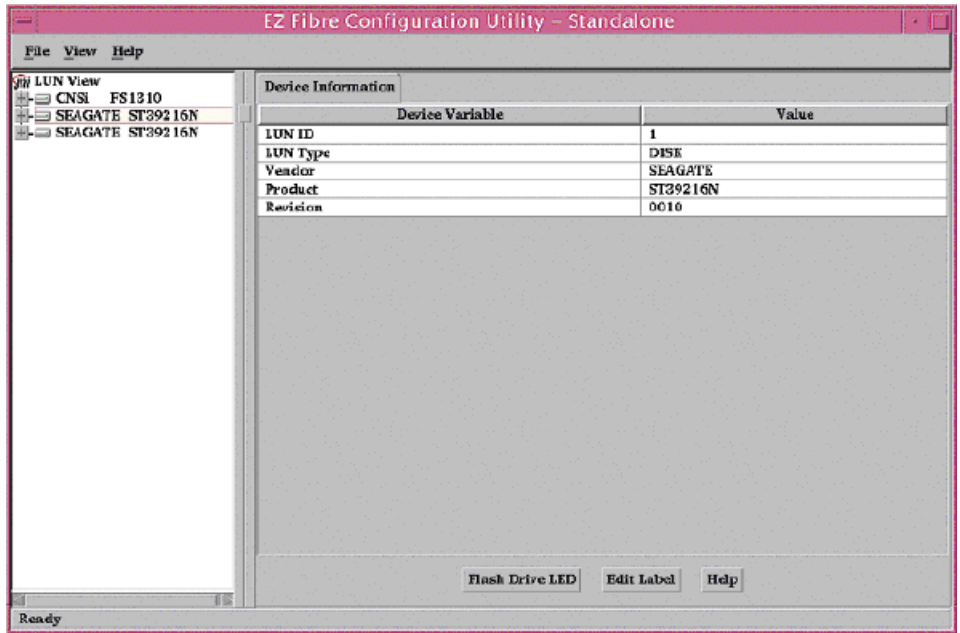 EZ Fibre Configuration Utility – Standalone
File View Help
LUN View
CNSi FS1310
SEAGATE ST39216N
SEAGATE ST39216N
Device Information
Device Variable Value
LUN ID 1
LUN Type DISK
Vendor SEAGATE
Product ST39216N
Revision 0010
Flash Drive LED Edit Label Help
Ready